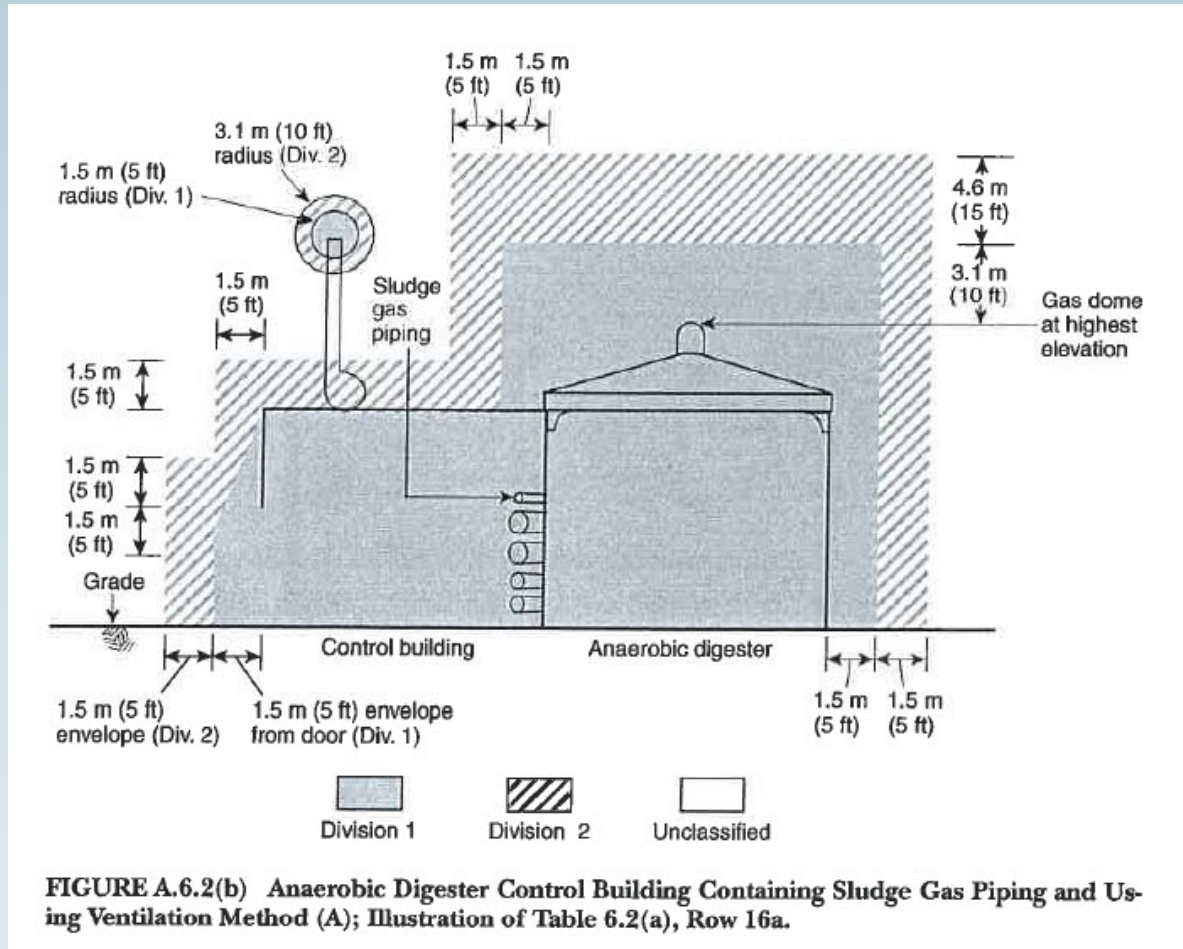 1.5 m 1.5 m
(5 ft) (5 ft)
3.1 m (10 ft)
radius (Div. 2)
1.5 m (5 ft)
radius (Div. 1)
4.6 m
(15 ft)
3.1 m
(10 ft)
1.5 m
(5 ft)
Sludge
gas
piping
Gas dome
at highest
elevation
1.5 m
(5 ft)
1.5 m
(5 ft)
1.5 m
(5 ft)
Grade
Control building
Anaerobic digester
1.5 m (5 ft)
envelope (Div. 2)
1.5 m (5 ft) envelope
from door (Div. 1)
1.5 m 1.5 m
(5 ft) (5 ft)
Division 1
Division 2
Unclassified
FIGURE A.6.2(b) Anaerobic Digester Control Building Containing Sludge Gas Piping and Us-
ing Ventilation Method (A); Illustration of Table 6.2(a), Row 16a.